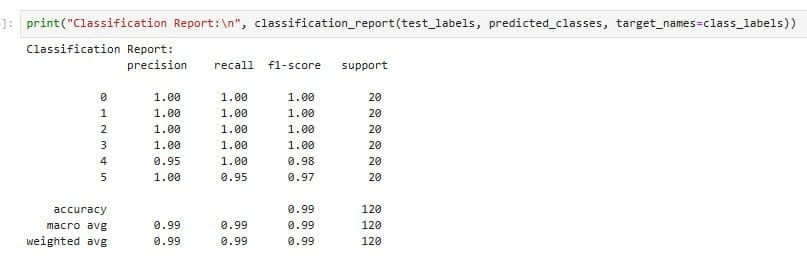 ]: print("Classification Report:\n", classification_report(test_labels, predicted_classes, target_names=class_labels))
Classification Report:
precision recall f1-score support
0 1.00 1.00 1.00 20
1 1.00 1.00 1.00 20
2 1.00 1.00 1.00 20
3 1.00 1.00 1.00 20
4 0.95 1.00 0.98 20
5 1.00 0.95 0.97 20
accuracy 0.99 120
macro avg 0.99 0.99 0.99 120
weighted avg 0.99 0.99 0.99 120